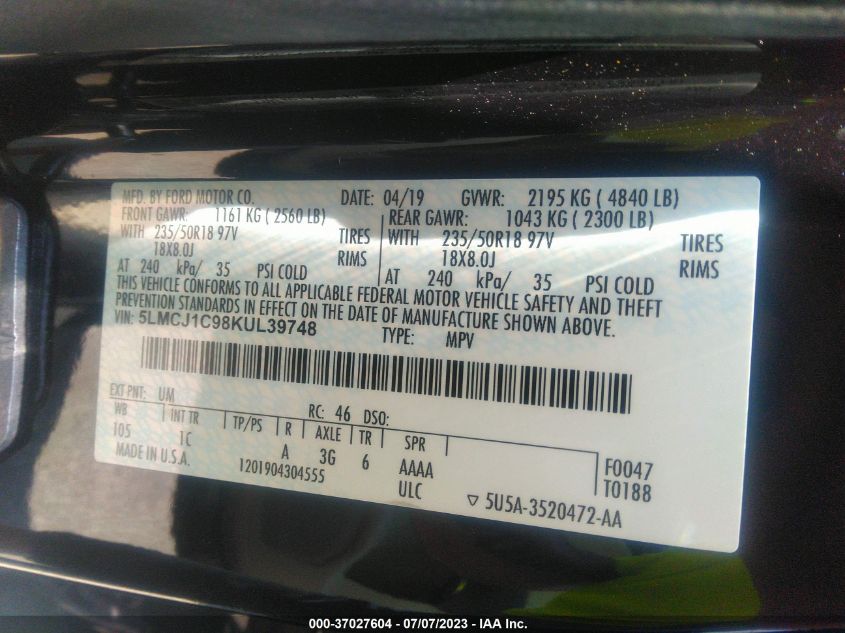 MFD. BY FORD MOTOR CO. DATE: 04/19 GVWR: 2195 KG ( 4840 LB)
FRONT GAWR: 1161 KG ( 2560 LB) REAR GAWR: 1043 KG ( 2300 LB)
WITH 235/50R18 97V TIRES WITH 235/50R18 97V TIRES
18X8.0J RIMS 18X8.0J RIMS
AT 240 kPa/ 35 PSI COLD AT 240 kPa/ 35 PSI COLD
THIS VEHICLE CONFORMS TO ALL APPLICABLE FEDERAL MOTOR VEHICLE SAFETY AND THEFT
PREVENTION STANDARDS IN EFFECT ON THE DATE OF MANUFACTURE SHOWN ABOVE.
VIN: 5LMCJ1C98KUL39748 TYPE: MPV
EXT PNT: UM RC: 46 DSO:
WB INT TR TP/PS R AXLE TR SPR
105 1C A 3G 6 AAAA F0047
MADE IN U.S.A. 1201904304555 ULC T0188
5U5A-3520472-AA
000-37027604 - 07/07/2023 - IAA Inc.